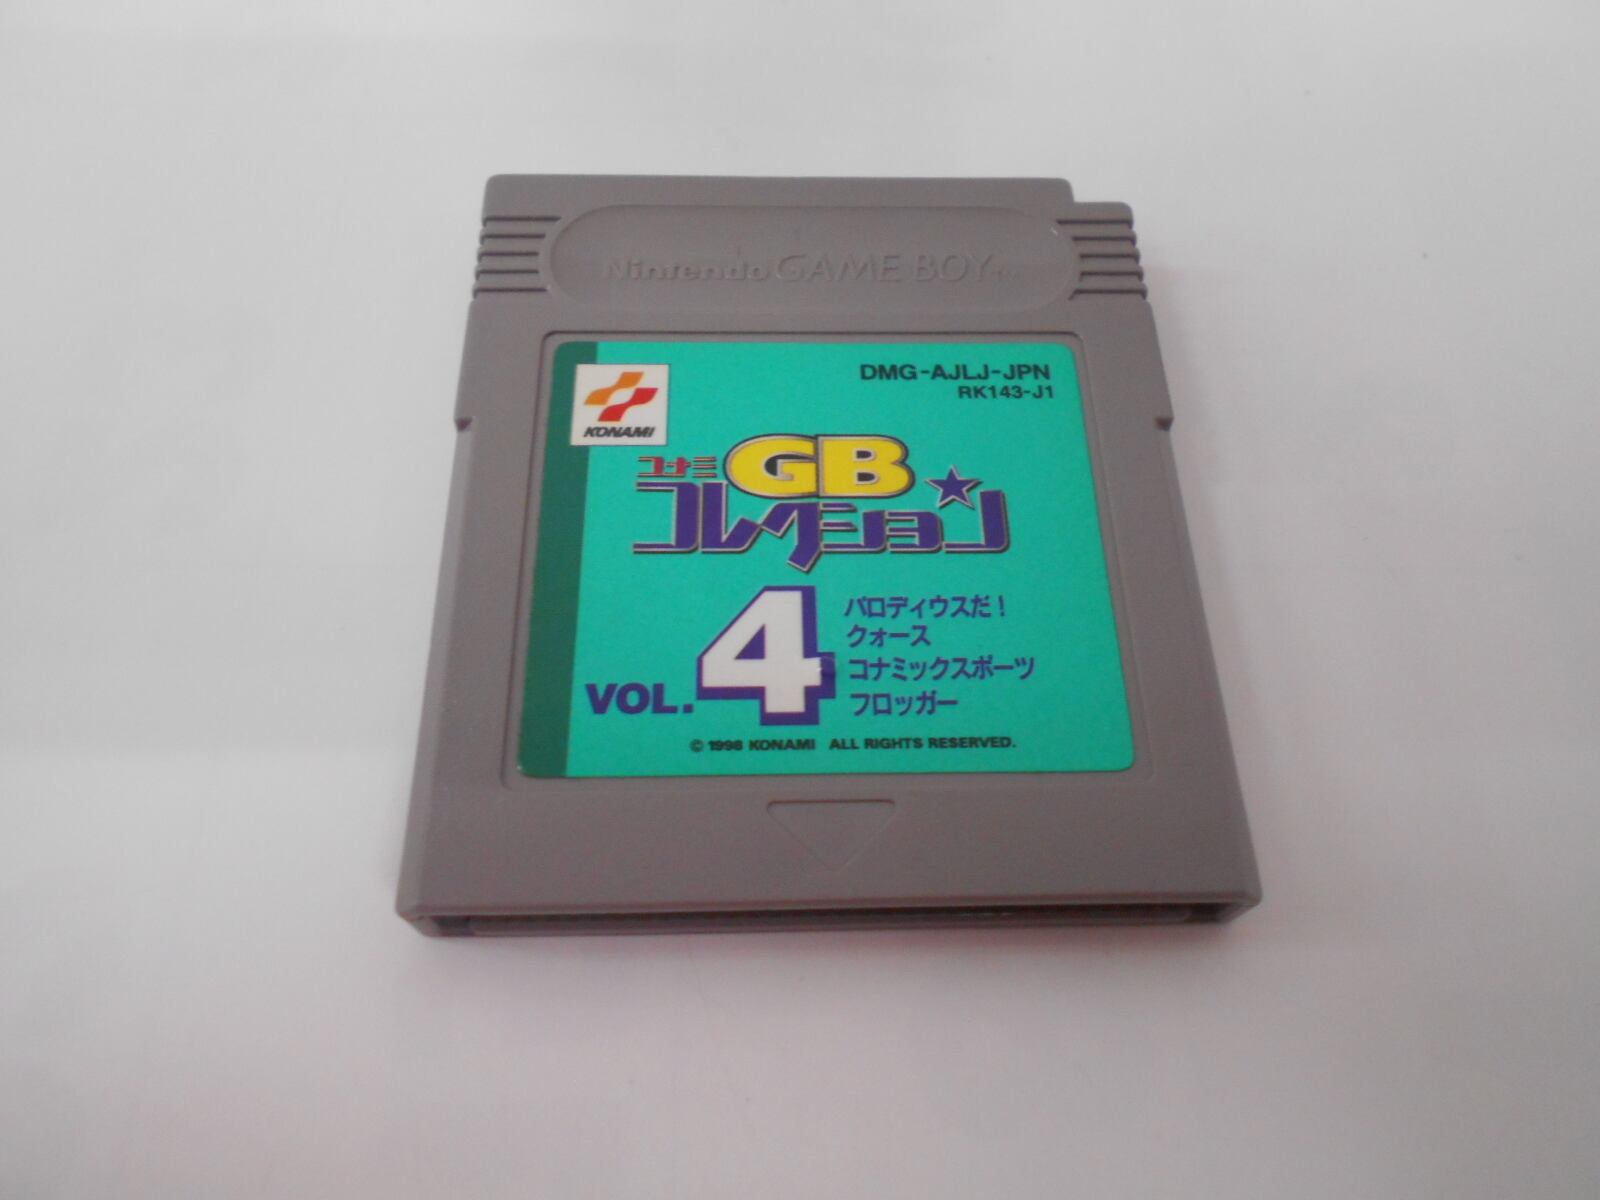 Nintendo GAME BOY TM
KONAMI
DMG-AJLJ-JPN
RK143-J1
コナミ GB
コレクション
VOL.4
パロディウスだ!
クォース
コナミックスポーツ
フロッガー
© 1998 KONAMI ALL RIGHTS RESERVED.